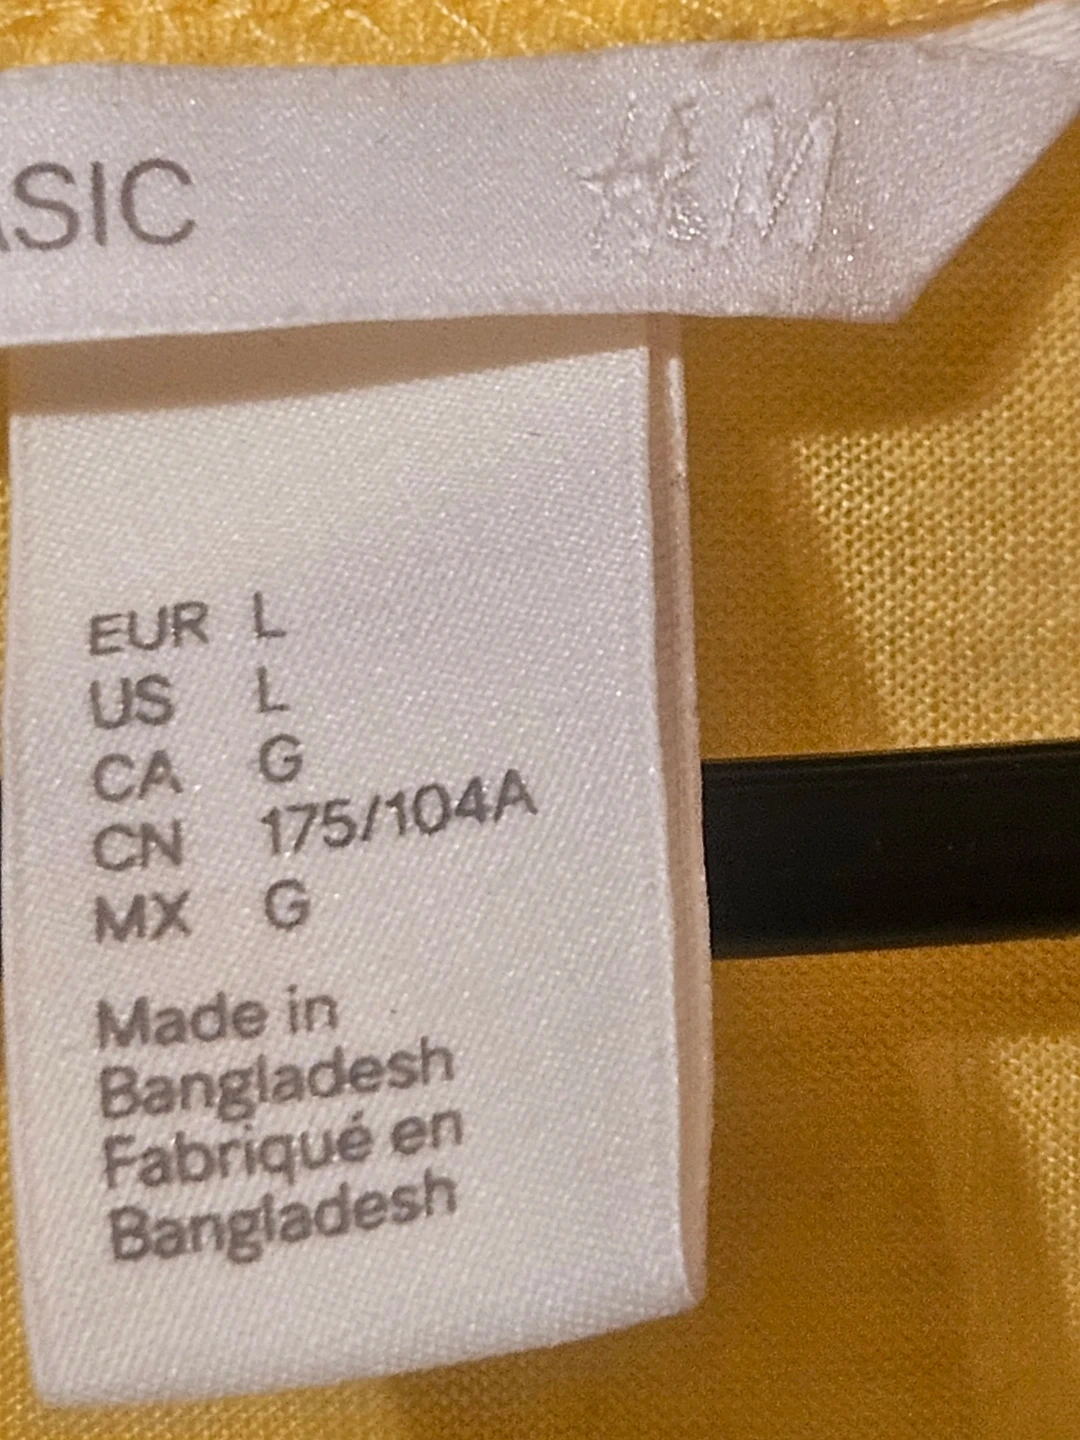 ASIC H&M
EUR L
US L
CA G
CN 175/104A
MX G
Made in
Bangladesh
Fabriqué en
Bangladesh